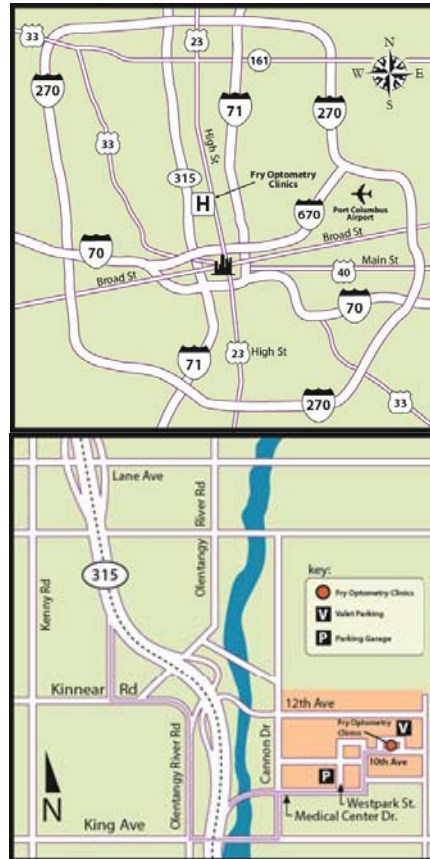 33
23
N
W E
S
161
270
71
270
33
High St
315
Fry Optometry
Clinics
H
Port Columbus
Airport
670
Broad St
70
Main St
40
Broad St
70
71
23
High St
270
33
Lane Ave
Olentangy River Rd
315
Kenny Rd
key:
Fry Optometry Clinics
V Valet Parking
P Parking Garage
Kinnear Rd
12th Ave
Fry Optometry
Clinics
V
Olentangy River Rd
Cannon Dr
10th Ave
P
N
Westpark St.
Medical Center Dr.
King Ave